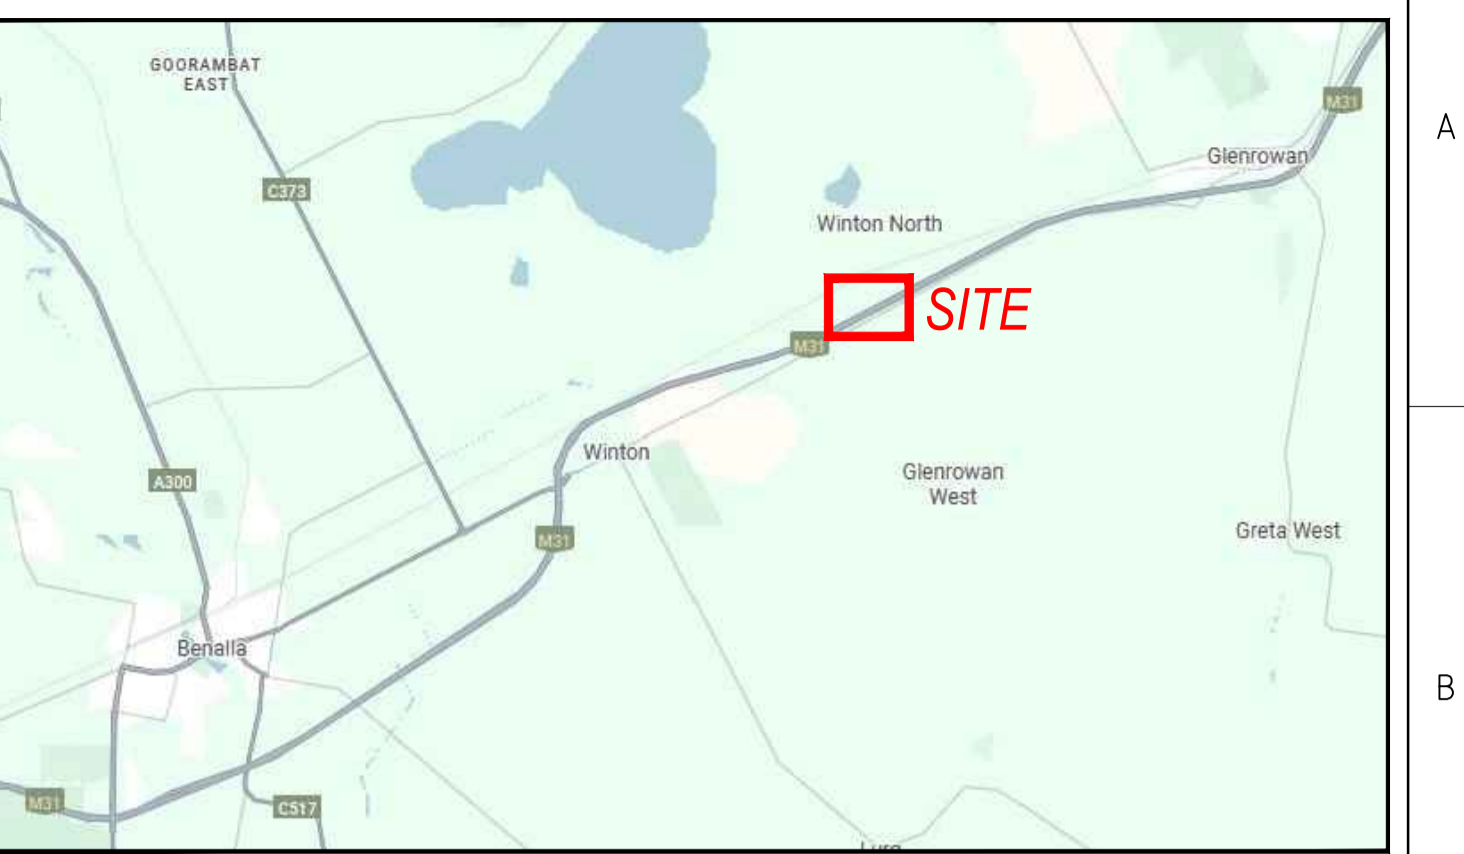 GOORAMBAT
EAST
M31
A
Glenrowan
C373
Winton North
SITE
M31
Winton
Glenrowan
West
A300
Greta West
M31
Benalla
B
M31
C517